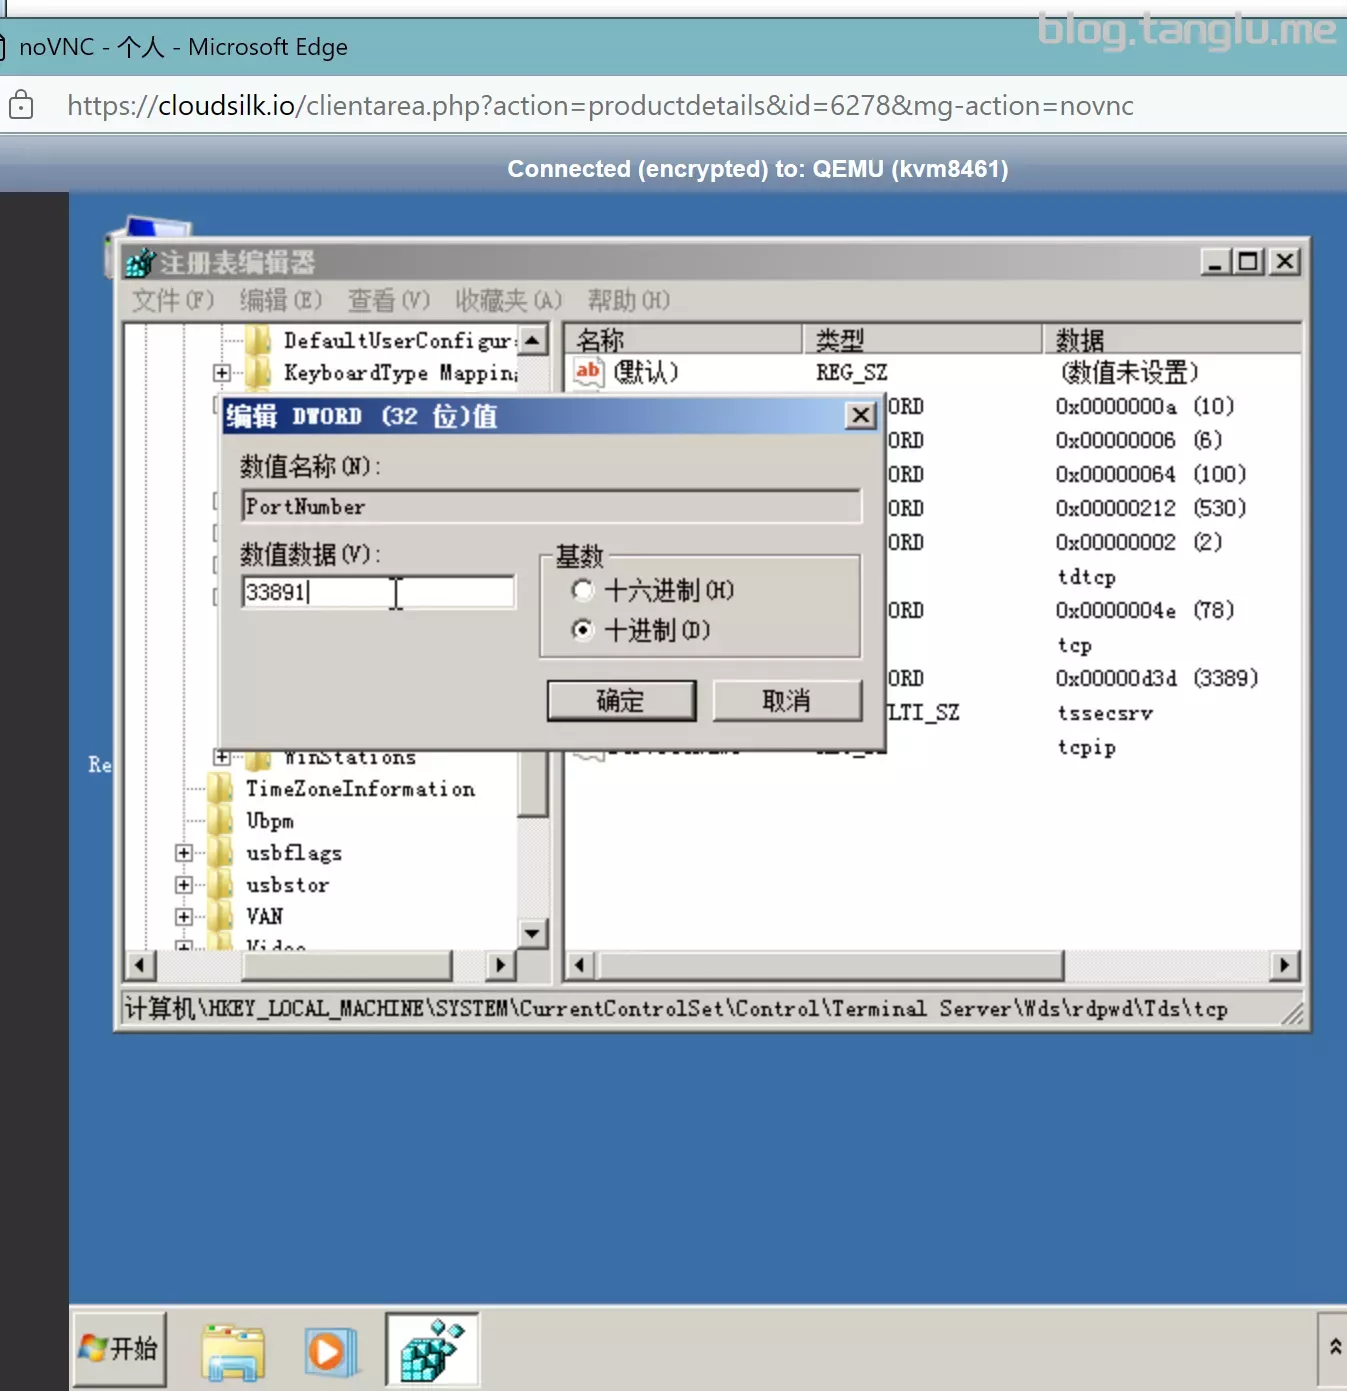 blog.tanglu.me
noVNC - 个人 - Microsoft Edge
https://cloudsilk.io/clientarea.php?action=productdetails&id=6278&mg-action=novnc
Connected (encrypted) to: QEMU (kvm8461)
注册表编辑器
文件(F) 编辑(E) 查看(V) 收藏夹(A) 帮助(H)
DefaultUserConfigur
KeyboardType Mappin
名称 类型 数据
ab (默认) REG_SZ (数值未设置)
ORD 0x0000000a (10)
ORD 0x00000006 (6)
ORD 0x00000064 (100)
ORD 0x00000212 (530)
ORD 0x00000002 (2)
tdtcp
ORD 0x0000004e (78)
tcp
ORD 0x00000d3d (3389)
LTI_SZ tssecsrv
tcpip
编辑 DWORD (32 位)值
数值名称(N):
PortNumber
数值数据(V):
33891
基数
十六进制(H)
十进制(D)
确定 取消
Re
WinStations
TimeZoneInformation
Ubpm
usbflags
usbstor
VAN
Video
计算机\HKEY_LOCAL_MACHINE\SYSTEM\CurrentControlSet\Control\Terminal Server\Wds\rdpwd\Tds\tcp
开始